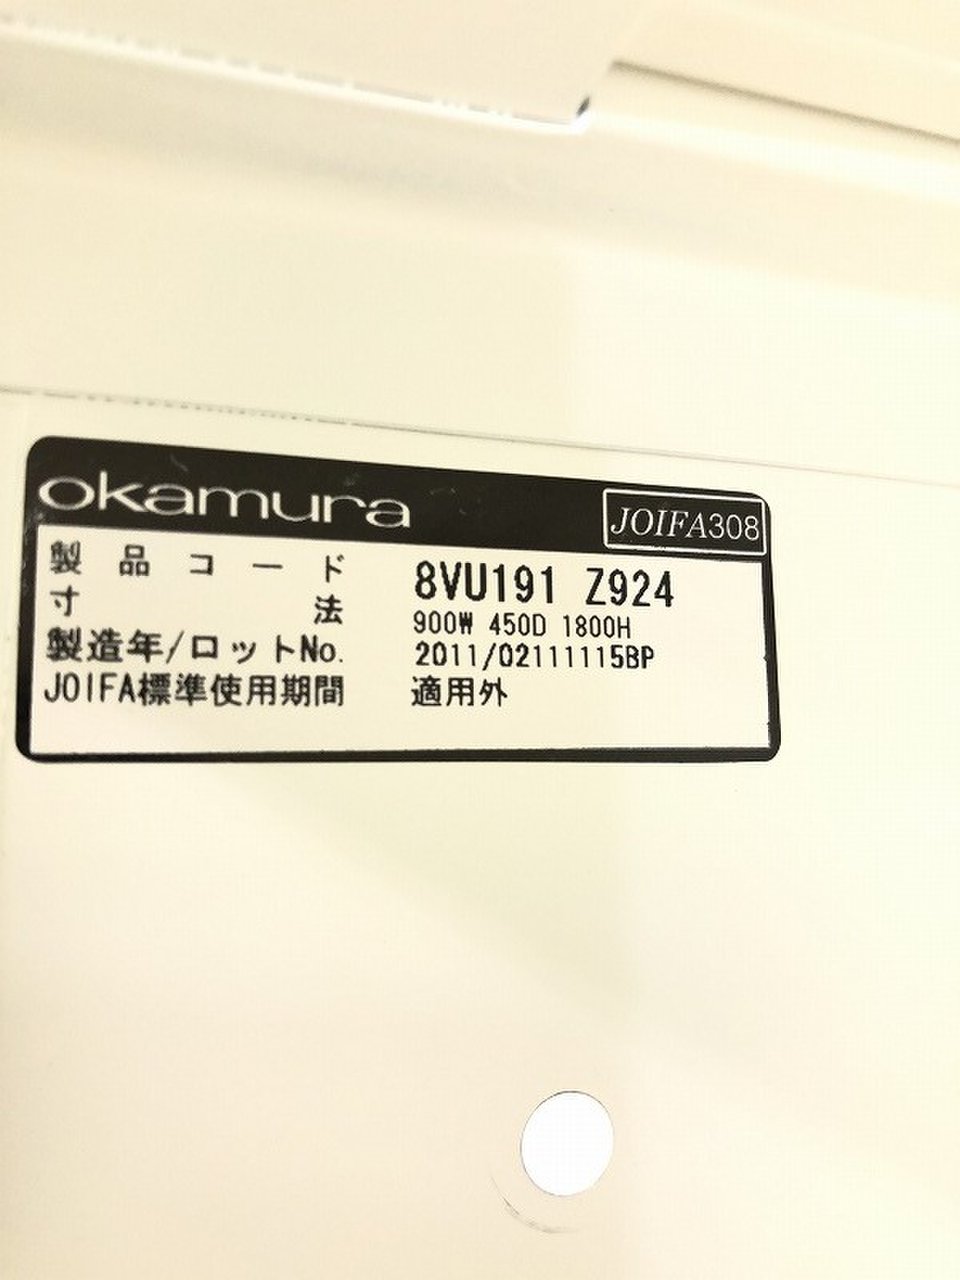 okamura JOIFA308
製品コード 8VU191 Z924
寸法 900W 450D 1800H
製造年/ロットNo. 2011/02111115BP
JOIFA標準使用期間 適用外